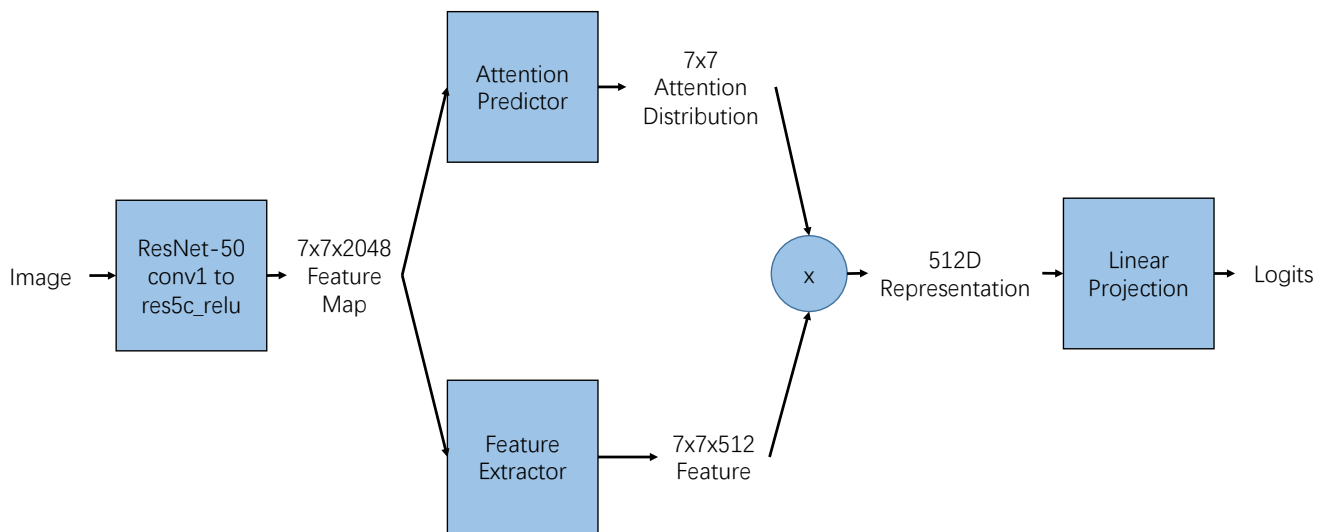 Image
ResNet-50
conv1 to
res5c_relu
7x7x2048
Feature
Map
Attention
Predictor
7x7
Attention
Distribution
Feature
Extractor
7x7x512
Feature
x
512D
Representation
Linear
Projection
Logits